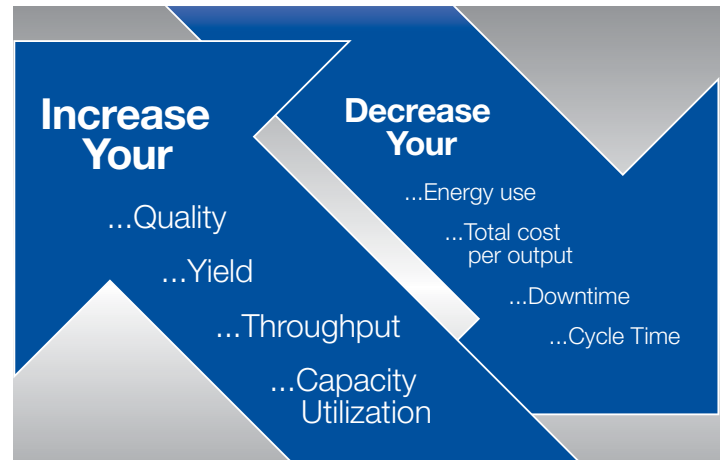 Increase
Your
...Quality
...Yield
...Throughput
...Capacity
Utilization
Decrease
Your
...Energy use
...Total cost
per output
...Downtime
...Cycle Time